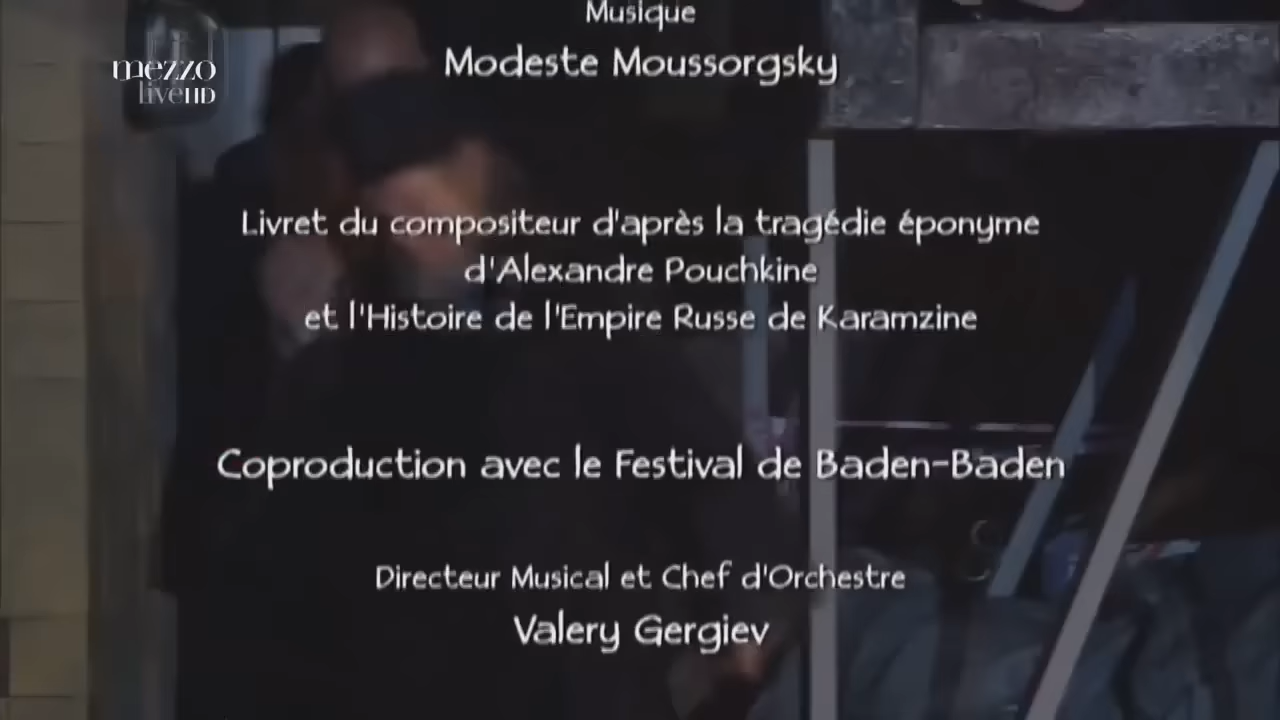 Musique
Modeste Moussorgsky
mezzo
liveHD
Livret du compositeur d'après la tragédie éponyme
d'Alexandre Pouchkine
et l'Histoire de l'Empire Russe de Karamzine
Coproduction avec le Festival de Baden-Baden
Directeur Musical et Chef d'Orchestre
Valery Gergiev